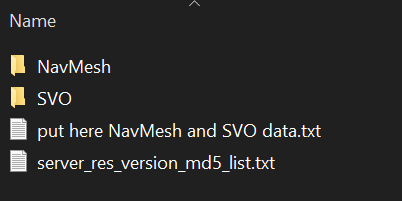 Name
NavMesh
SVO
put here NavMesh and SVO data.txt
server_res_version_md5_list.txt